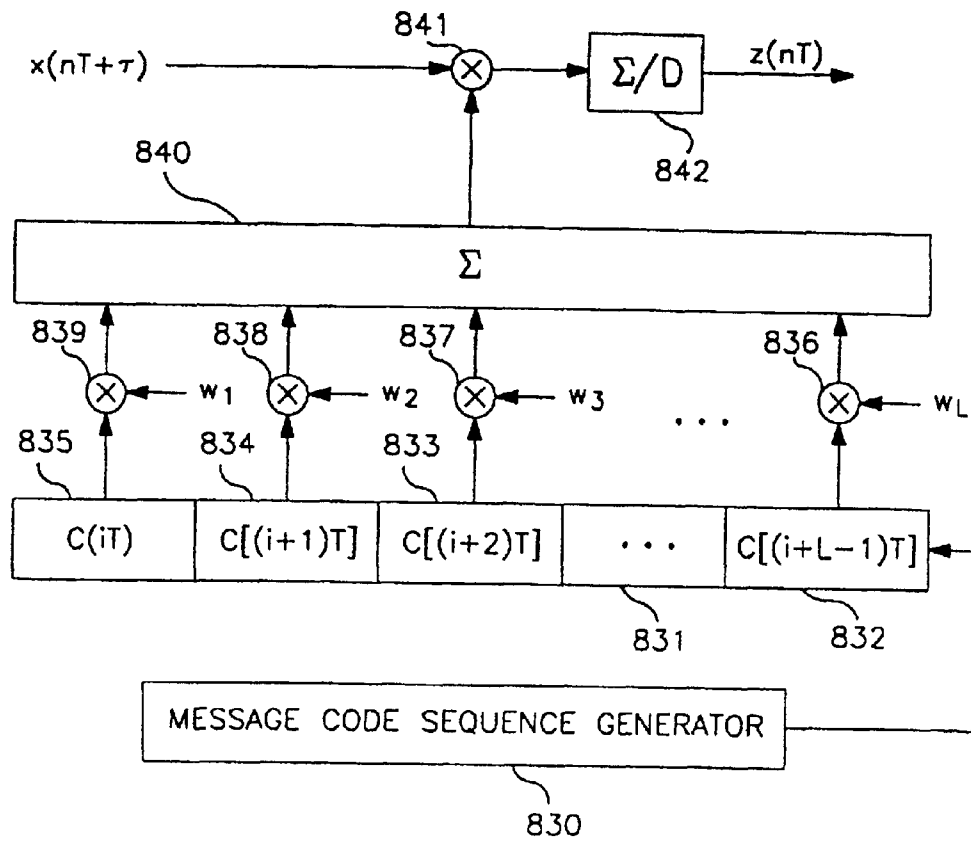 841
x(nT+τ)
Σ/D
z(nT)
842
840
Σ
839
838
837
836
w1
w2
w3
...
wL
835
834
833
C(iT)
C[(i+1)T]
C[(i+2)T]
...
C[(i+L-1)T]
831
832
MESSAGE CODE SEQUENCE GENERATOR
830